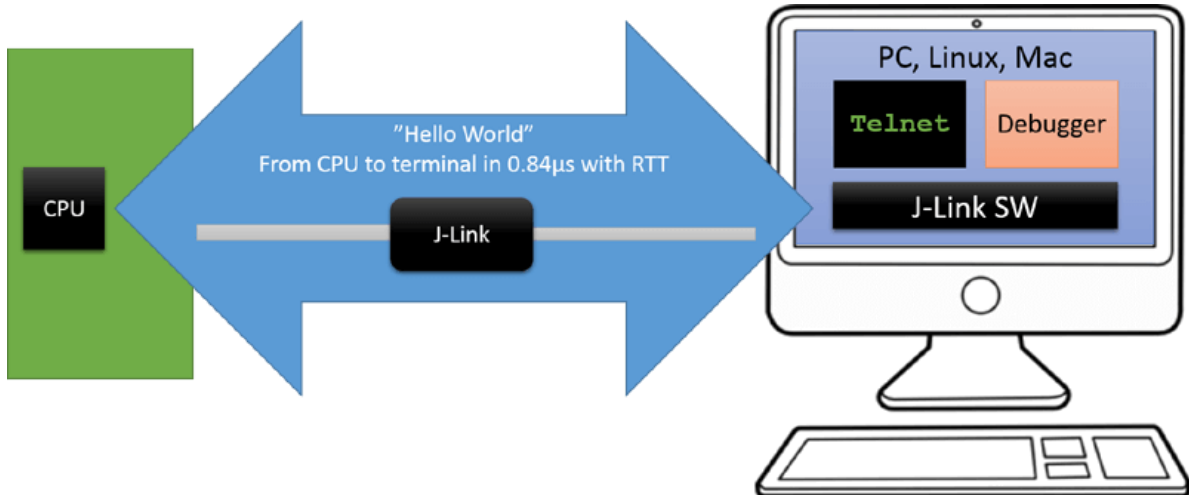 PC, Linux, Mac
Telnet
Debugger
J-Link SW
”Hello World”
From CPU to terminal in 0.84µs with RTT
CPU
J-Link